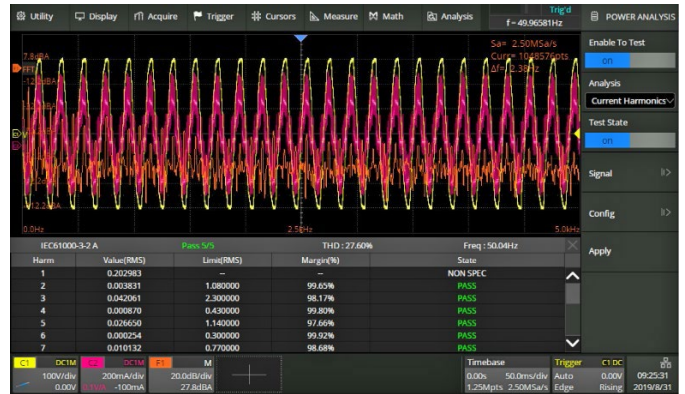 Utility Display Acquire Trigger Cursors Measure Math Analysis
Trig'd
f=49.96581Hz
POWER ANALYSIS
Sa= 2.50MSa/s
Curr= 1048576pts
Δf= 2.38Hz
7.8dBA
FFT
0.0Hz 5.0kHz
Enable To Test
on
Analysis
Current Harmonics
Test State
on
Signal
Config
Apply
IEC61000-3-2 A Pass 5/5 THD : 27.60% Freq : 50.04Hz
Harm Value(RMS) Limit(RMS) Margin(%) State
1 0.202983 -- -- NON SPEC
2 0.003831 1.080000 99.65% PASS
3 0.042061 2.300000 98.17% PASS
4 0.000870 0.430000 99.80% PASS
5 0.026650 1.140000 97.66% PASS
6 0.000254 0.300000 99.92% PASS
7 0.010132 0.770000 98.68% PASS
C1 DC1M C2 DC1M F1 M Timebase Trigger C1 DC
100V/div 200mA/div 20.0dB/div 0.00s 50.0ms/div Auto 0.00V 09:25:31
0.00V -100mA 27.8dBA 1.25Mpts 2.50MSa/s Edge Rising 2019/8/31